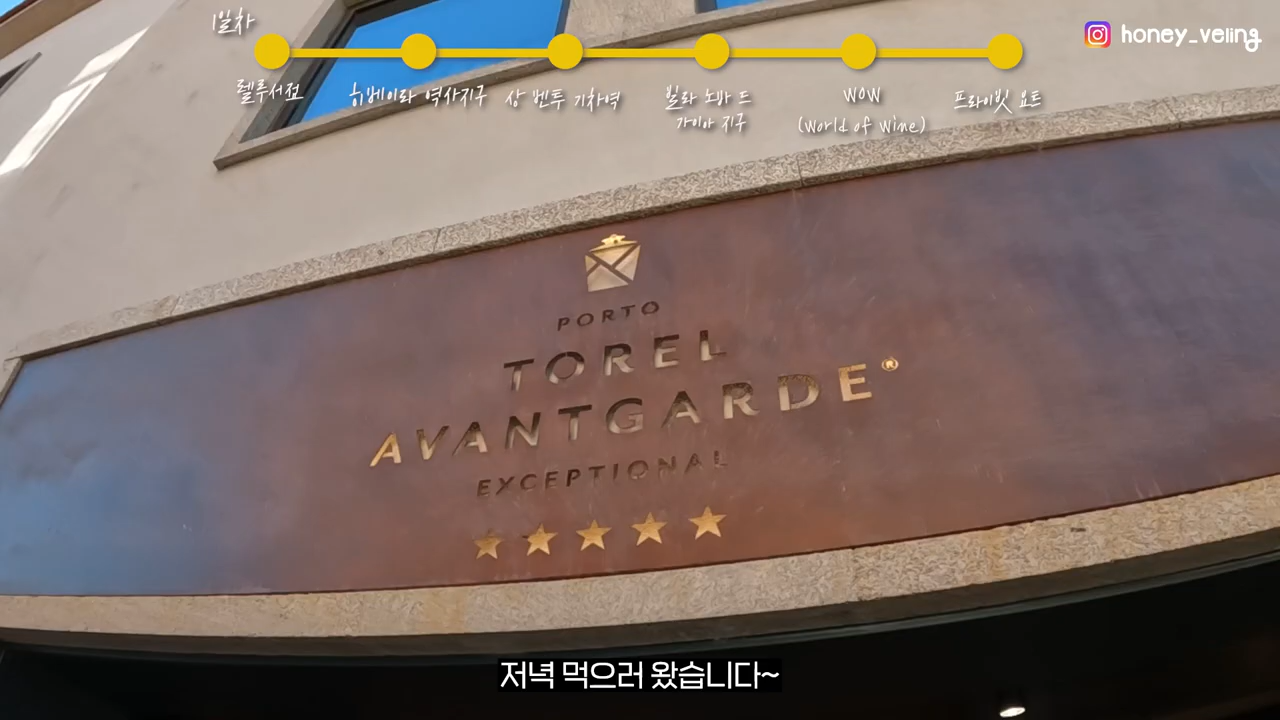 1일차
honey_veling
렐루서점
히베이라 역사지구
상 벤투 기차역
빌라 노바 드
가이아 지구
WOW
(World of Wine)
프라이빗 요트
PORTO
TOREL
AVANTGARDE®
EXCEPTIONAL
저녁 먹으러 왔습니다~